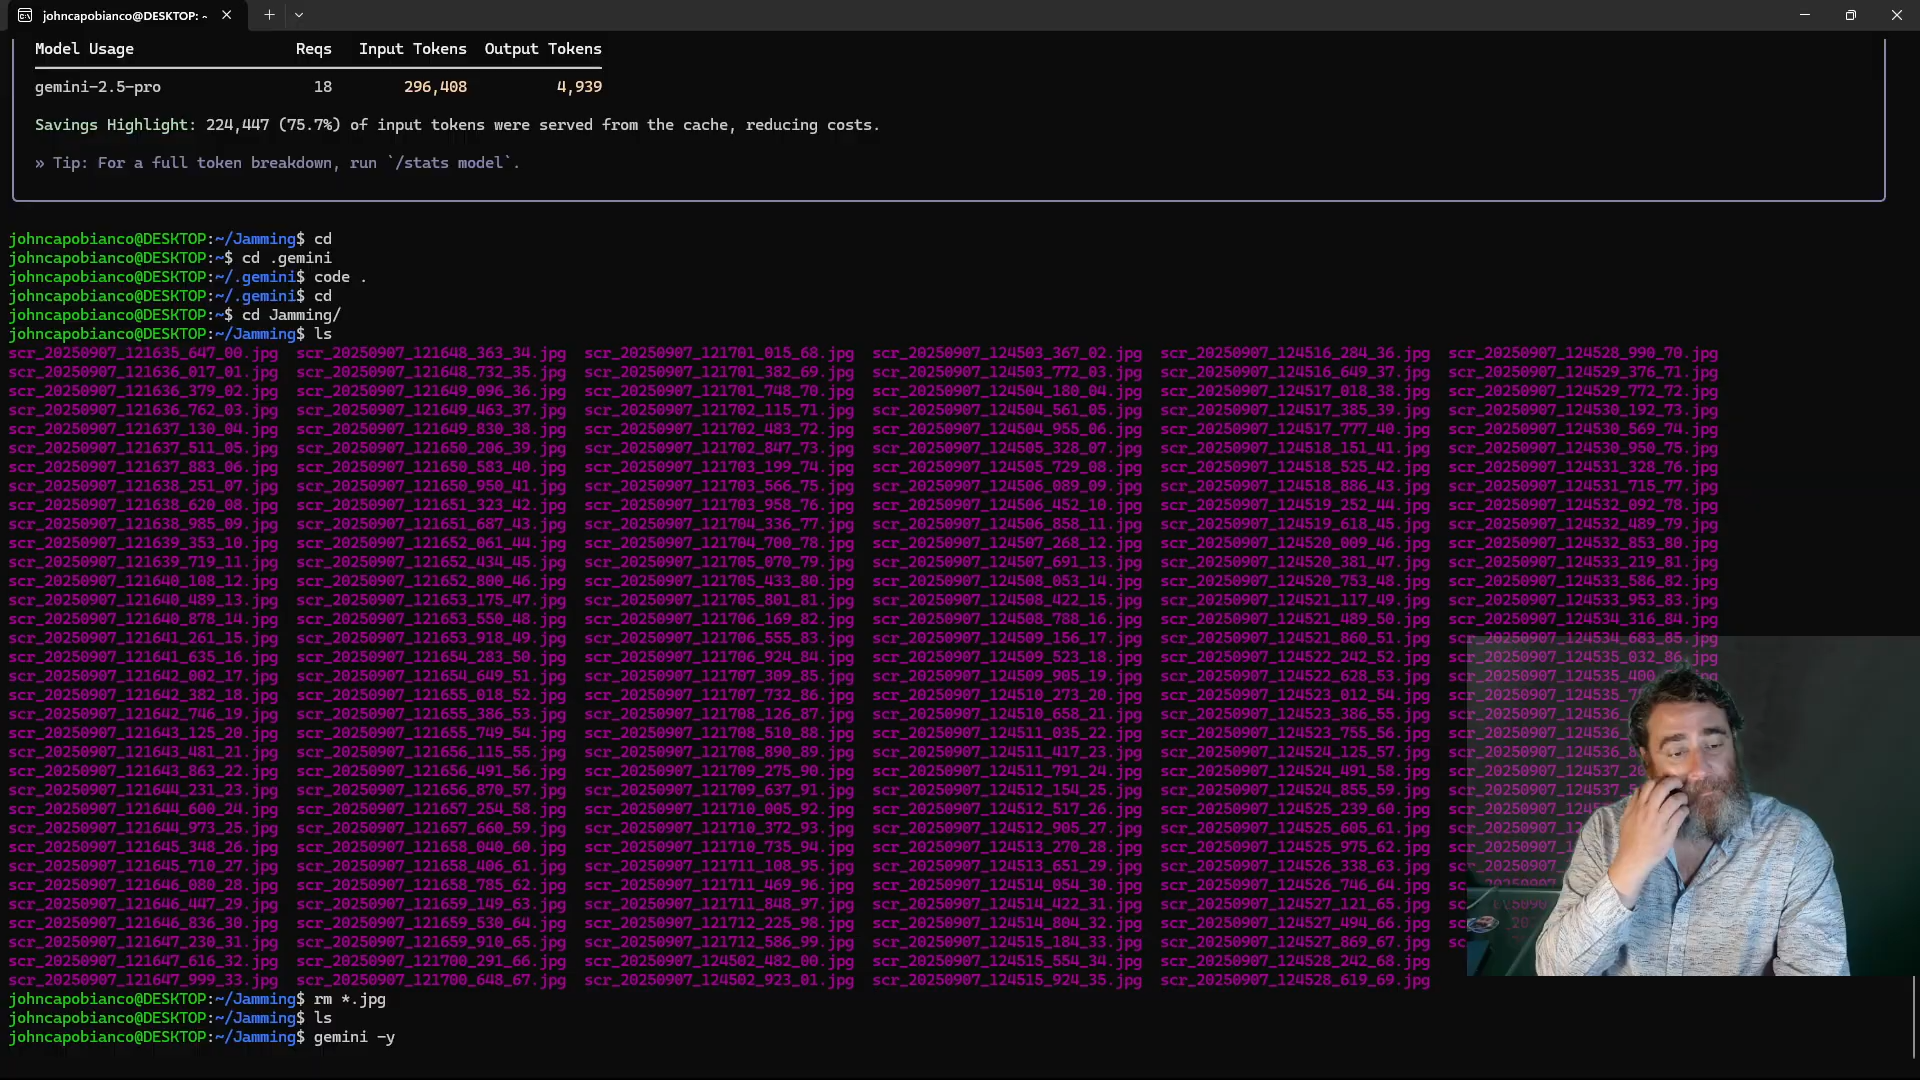 johncapobianco@DESKTOP: ~
Model Usage Reqs Input Tokens Output Tokens
gemini-2.5-pro 18 296,408 4,939
Savings Highlight: 224,447 (75.7%) of input tokens were served from the cache, reducing costs.
» Tip: For a full token breakdown, run `/stats model`.
johncapobianco@DESKTOP:~/Jamming$ cd
johncapobianco@DESKTOP:~$ cd .gemini
johncapobianco@DESKTOP:~/.gemini$ code .
johncapobianco@DESKTOP:~/.gemini$ cd
johncapobianco@DESKTOP:~$ cd Jamming/
johncapobianco@DESKTOP:~/Jamming$ ls
scr_20250907_121635_647_00.jpg scr_20250907_121648_363_34.jpg scr_20250907_121701_015_68.jpg scr_20250907_124503_367_02.jpg scr_20250907_124516_284_36.jpg scr_20250907_124528_990_70.jpg
scr_20250907_121636_017_01.jpg scr_20250907_121648_732_35.jpg scr_20250907_121701_382_69.jpg scr_20250907_124503_772_03.jpg scr_20250907_124516_649_37.jpg scr_20250907_124529_376_71.jpg
scr_20250907_121636_379_02.jpg scr_20250907_121649_096_36.jpg scr_20250907_121701_748_70.jpg scr_20250907_124504_180_04.jpg scr_20250907_124517_018_38.jpg scr_20250907_124529_772_72.jpg
scr_20250907_121636_762_03.jpg scr_20250907_121649_463_37.jpg scr_20250907_121702_115_71.jpg scr_20250907_124504_561_05.jpg scr_20250907_124517_385_39.jpg scr_20250907_124530_192_73.jpg
scr_20250907_121637_130_04.jpg scr_20250907_121649_830_38.jpg scr_20250907_121702_483_72.jpg scr_20250907_124504_955_06.jpg scr_20250907_124517_777_40.jpg scr_20250907_124530_569_74.jpg
scr_20250907_121637_511_05.jpg scr_20250907_121650_206_39.jpg scr_20250907_121702_847_73.jpg scr_20250907_124505_328_07.jpg scr_20250907_124518_151_41.jpg scr_20250907_124530_950_75.jpg
scr_20250907_121637_883_06.jpg scr_20250907_121650_583_40.jpg scr_20250907_121703_199_74.jpg scr_20250907_124505_729_08.jpg scr_20250907_124518_525_42.jpg scr_20250907_124531_328_76.jpg
scr_20250907_121638_251_07.jpg scr_20250907_121650_950_41.jpg scr_20250907_121703_566_75.jpg scr_20250907_124506_089_09.jpg scr_20250907_124518_886_43.jpg scr_20250907_124531_715_77.jpg
scr_20250907_121638_620_08.jpg scr_20250907_121651_323_42.jpg scr_20250907_121703_958_76.jpg scr_20250907_124506_452_10.jpg scr_20250907_124519_252_44.jpg scr_20250907_124532_092_78.jpg
scr_20250907_121638_985_09.jpg scr_20250907_121651_687_43.jpg scr_20250907_121704_336_77.jpg scr_20250907_124506_858_11.jpg scr_20250907_124519_618_45.jpg scr_20250907_124532_489_79.jpg
scr_20250907_121639_353_10.jpg scr_20250907_121652_061_44.jpg scr_20250907_121704_700_78.jpg scr_20250907_124507_268_12.jpg scr_20250907_124520_009_46.jpg scr_20250907_124532_853_80.jpg
scr_20250907_121639_719_11.jpg scr_20250907_121652_434_45.jpg scr_20250907_121705_070_79.jpg scr_20250907_124507_691_13.jpg scr_20250907_124520_381_47.jpg scr_20250907_124533_219_81.jpg
scr_20250907_121640_108_12.jpg scr_20250907_121652_800_46.jpg scr_20250907_121705_433_80.jpg scr_20250907_124508_053_14.jpg scr_20250907_124520_753_48.jpg scr_20250907_124533_586_82.jpg
scr_20250907_121640_489_13.jpg scr_20250907_121653_175_47.jpg scr_20250907_121705_801_81.jpg scr_20250907_124508_422_15.jpg scr_20250907_124521_117_49.jpg scr_20250907_124533_953_83.jpg
scr_20250907_121640_878_14.jpg scr_20250907_121653_550_48.jpg scr_20250907_121706_169_82.jpg scr_20250907_124508_788_16.jpg scr_20250907_124521_489_50.jpg scr_20250907_124534_316_84.jpg
scr_20250907_121641_261_15.jpg scr_20250907_121653_918_49.jpg scr_20250907_121706_555_83.jpg scr_20250907_124509_156_17.jpg scr_20250907_124521_860_51.jpg scr_20250907_124534_683_85.jpg
scr_20250907_121641_635_16.jpg scr_20250907_121654_283_50.jpg scr_20250907_121706_924_84.jpg scr_20250907_124509_523_18.jpg scr_20250907_124522_242_52.jpg scr_20250907_124535_032_86.jpg
scr_20250907_121642_002_17.jpg scr_20250907_121654_649_51.jpg scr_20250907_121707_309_85.jpg scr_20250907_124509_905_19.jpg scr_20250907_124522_628_53.jpg
scr_20250907_121642_382_18.jpg scr_20250907_121655_018_52.jpg scr_20250907_121707_732_86.jpg scr_20250907_124510_273_20.jpg scr_20250907_124523_012_54.jpg
scr_20250907_121642_746_19.jpg scr_20250907_121655_386_53.jpg scr_20250907_121708_126_87.jpg scr_20250907_124510_658_21.jpg scr_20250907_124523_386_55.jpg
scr_20250907_121643_125_20.jpg scr_20250907_121655_749_54.jpg scr_20250907_121708_510_88.jpg scr_20250907_124511_035_22.jpg scr_20250907_124523_755_56.jpg
scr_20250907_121643_481_21.jpg scr_20250907_121656_115_55.jpg scr_20250907_121708_890_89.jpg scr_20250907_124511_417_23.jpg scr_20250907_124524_125_57.jpg
scr_20250907_121643_863_22.jpg scr_20250907_121656_491_56.jpg scr_20250907_121709_275_90.jpg scr_20250907_124511_791_24.jpg scr_20250907_124524_491_58.jpg
scr_20250907_121644_231_23.jpg scr_20250907_121656_870_57.jpg scr_20250907_121709_637_91.jpg scr_20250907_124512_154_25.jpg scr_20250907_124524_855_59.jpg
scr_20250907_121644_600_24.jpg scr_20250907_121657_254_58.jpg scr_20250907_121710_005_92.jpg scr_20250907_124512_517_26.jpg scr_20250907_124525_239_60.jpg
scr_20250907_121644_973_25.jpg scr_20250907_121657_660_59.jpg scr_20250907_121710_372_93.jpg scr_20250907_124512_905_27.jpg scr_20250907_124525_605_61.jpg
scr_20250907_121645_348_26.jpg scr_20250907_121658_040_60.jpg scr_20250907_121710_735_94.jpg scr_20250907_124513_270_28.jpg scr_20250907_124525_975_62.jpg
scr_20250907_121645_710_27.jpg scr_20250907_121658_406_61.jpg scr_20250907_121711_108_95.jpg scr_20250907_124513_651_29.jpg scr_20250907_124526_338_63.jpg
scr_20250907_121646_080_28.jpg scr_20250907_121658_785_62.jpg scr_20250907_121711_469_96.jpg scr_20250907_124514_054_30.jpg scr_20250907_124526_746_64.jpg
scr_20250907_121646_447_29.jpg scr_20250907_121659_149_63.jpg scr_20250907_121711_848_97.jpg scr_20250907_124514_422_31.jpg scr_20250907_124527_121_65.jpg
scr_20250907_121646_836_30.jpg scr_20250907_121659_530_64.jpg scr_20250907_121712_225_98.jpg scr_20250907_124514_804_32.jpg scr_20250907_124527_494_66.jpg
scr_20250907_121647_230_31.jpg scr_20250907_121659_910_65.jpg scr_20250907_121712_586_99.jpg scr_20250907_124515_184_33.jpg scr_20250907_124527_869_67.jpg
scr_20250907_121647_616_32.jpg scr_20250907_121700_291_66.jpg scr_20250907_124502_482_00.jpg scr_20250907_124515_554_34.jpg scr_20250907_124528_242_68.jpg
scr_20250907_121647_999_33.jpg scr_20250907_121700_648_67.jpg scr_20250907_124502_923_01.jpg scr_20250907_124515_924_35.jpg scr_20250907_124528_619_69.jpg
johncapobianco@DESKTOP:~/Jamming$ rm *.jpg
johncapobianco@DESKTOP:~/Jamming$ ls
johncapobianco@DESKTOP:~/Jamming$ gemini -y